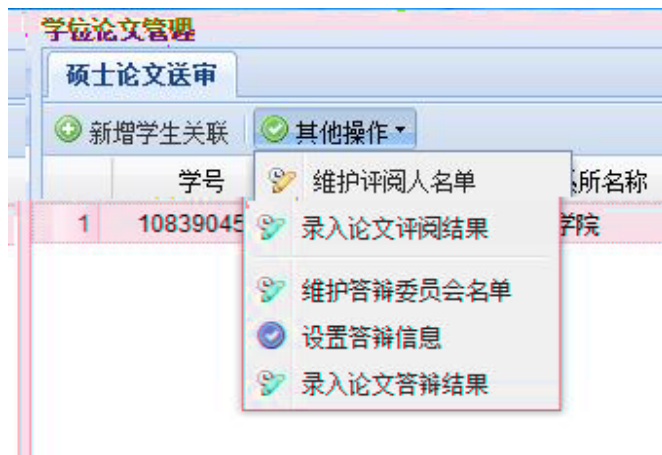 学位论文管理
硕士论文送审
新增学生关联 其他操作
学号 所名称
1 10839045 学院
维护评阅人名单
录入论文评阅结果
维护答辩委员会名单
设置答辩信息
录入论文答辩结果